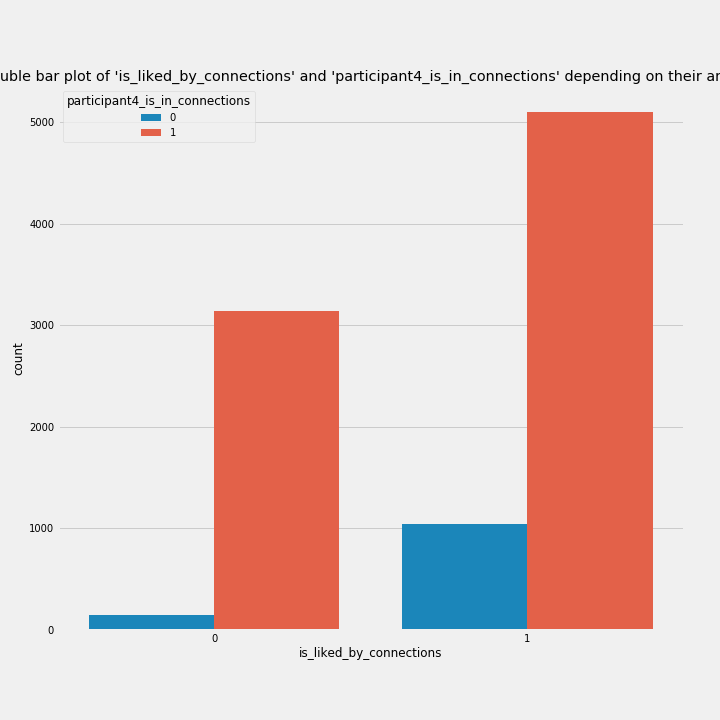 uble bar plot of 'is_liked_by_connections' and 'participant4_is_in_connections' depending on their
participant4_is_in_connections
0
1
5000
4000
3000
2000
1000
0
count
0 1
is_liked_by_connections